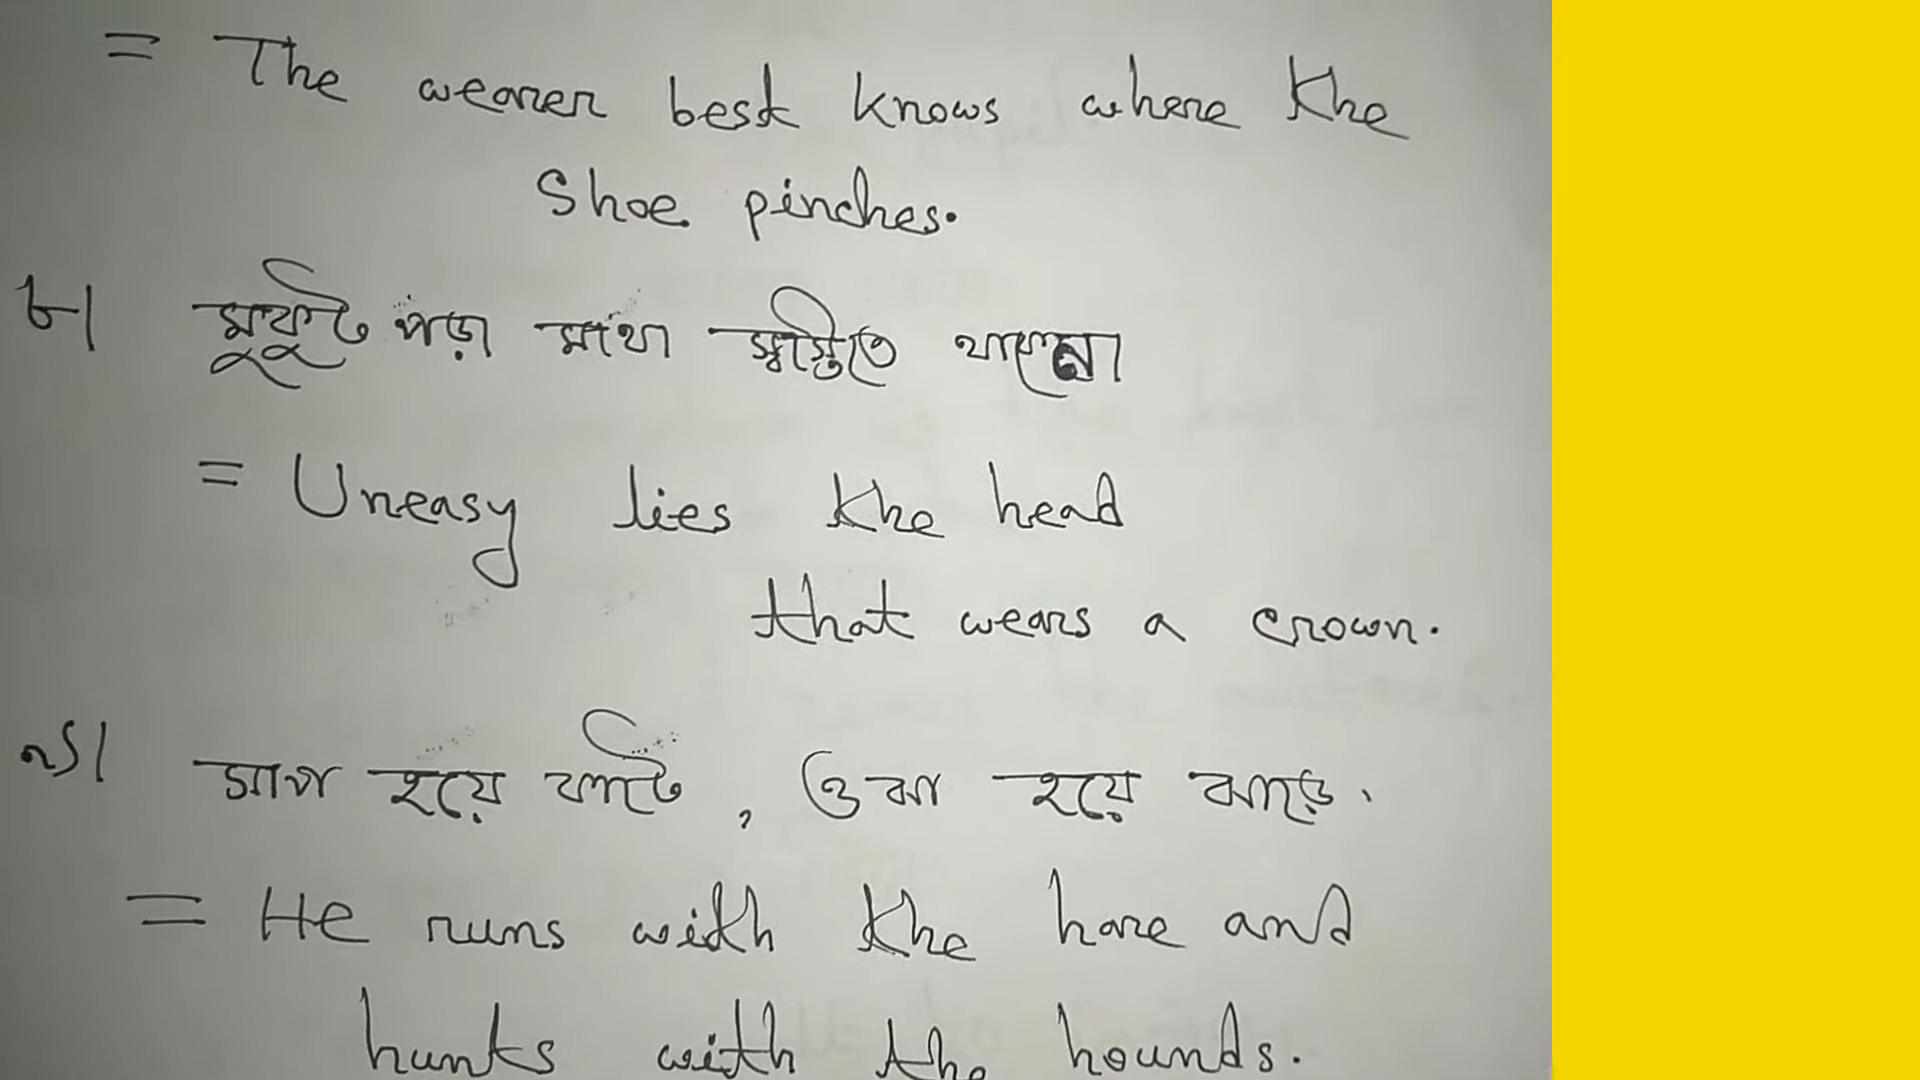 = The wearer best knows where the
Shoe pinches.
৮। মুকুট পড়া মাথা স্বস্তিতে থাকেনা
= Uneasy lies the head
that wears a crown.
৯। সাপ হয়ে কাটে, ওঝা হয়ে ঝাড়ে.
= He runs with the hare and
hunts with the hounds.